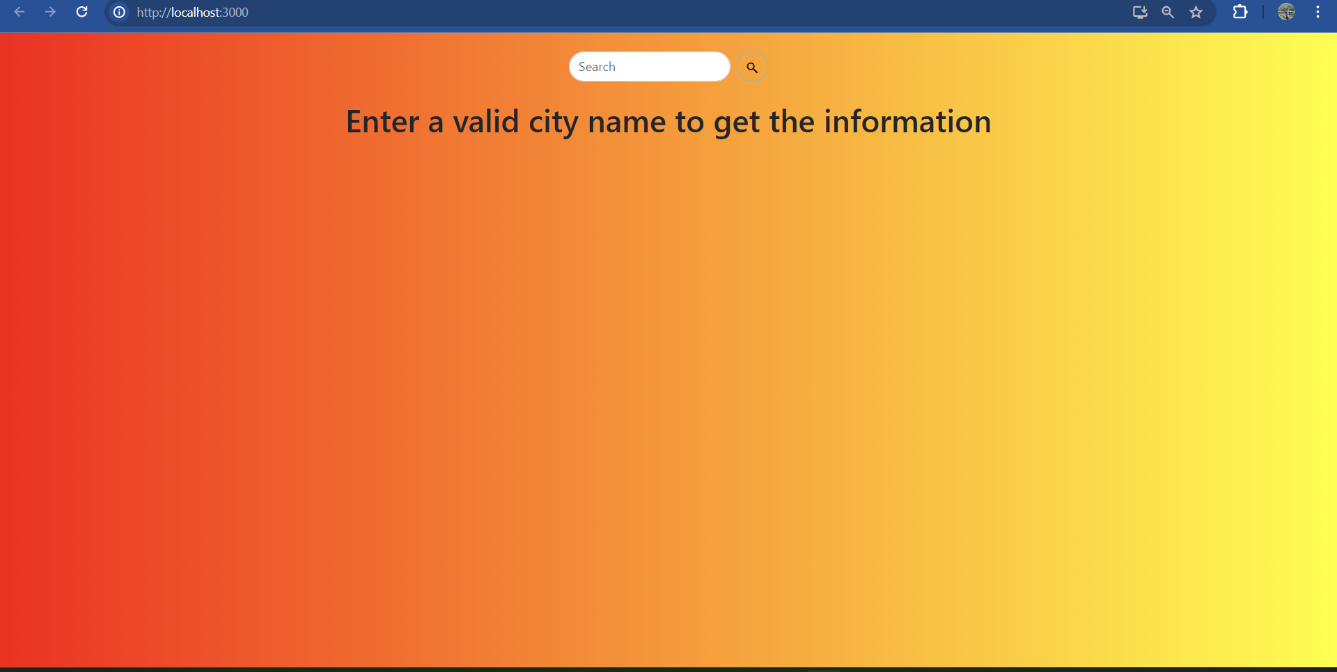 http://localhost:3000
Search
Enter a valid city name to get the information